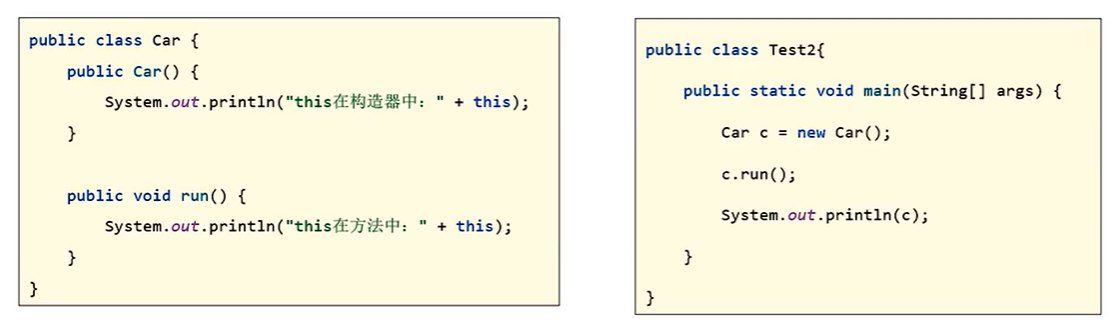 public class Car {
public Car() {
System.out.println("this在构造器中：" + this);
}
public void run() {
System.out.println("this在方法中：" + this);
}
}
public class Test2{
public static void main(String[] args) {
Car c = new Car();
c.run();
System.out.println(c);
}
}